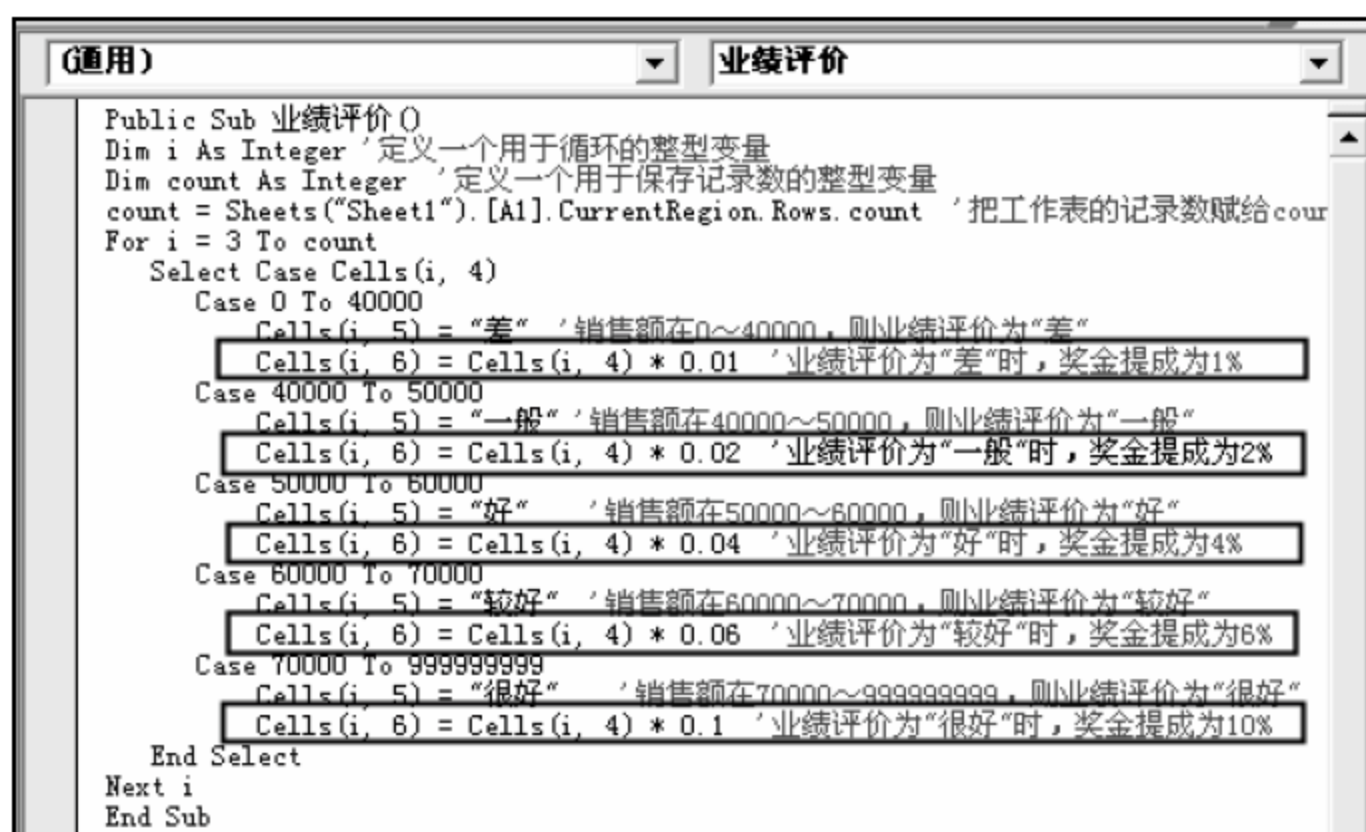 (通用) 业绩评价
Public Sub 业绩评价()
Dim i As Integer '定义一个用于循环的整型变量
Dim count As Integer '定义一个用于保存记录数的整型变量
count = Sheets("Sheet1").[A1].CurrentRegion.Rows.count '把工作表的记录数赋给cour
For i = 3 To count
Select Case Cells(i, 4)
Case 0 To 40000
Cells(i, 5) = "差" '销售额在0～40000，则业绩评价为"差"
Cells(i, 6) = Cells(i, 4) * 0.01 '业绩评价为"差"时，奖金提成为1%
Case 40000 To 50000
Cells(i, 5) = "一般" '销售额在40000～50000，则业绩评价为"一般"
Cells(i, 6) = Cells(i, 4) * 0.02 '业绩评价为"一般"时，奖金提成为2%
Case 50000 To 60000
Cells(i, 5) = "好" '销售额在50000～60000，则业绩评价为"好"
Cells(i, 6) = Cells(i, 4) * 0.04 '业绩评价为"好"时，奖金提成为4%
Case 60000 To 70000
Cells(i, 5) = "较好" '销售额在60000～70000，则业绩评价为"较好"
Cells(i, 6) = Cells(i, 4) * 0.06 '业绩评价为"较好"时，奖金提成为6%
Case 70000 To 999999999
Cells(i, 5) = "很好" '销售额在70000～999999999，则业绩评价为"很好"
Cells(i, 6) = Cells(i, 4) * 0.1 '业绩评价为"很好"时，奖金提成为10%
End Select
Next i
End Sub